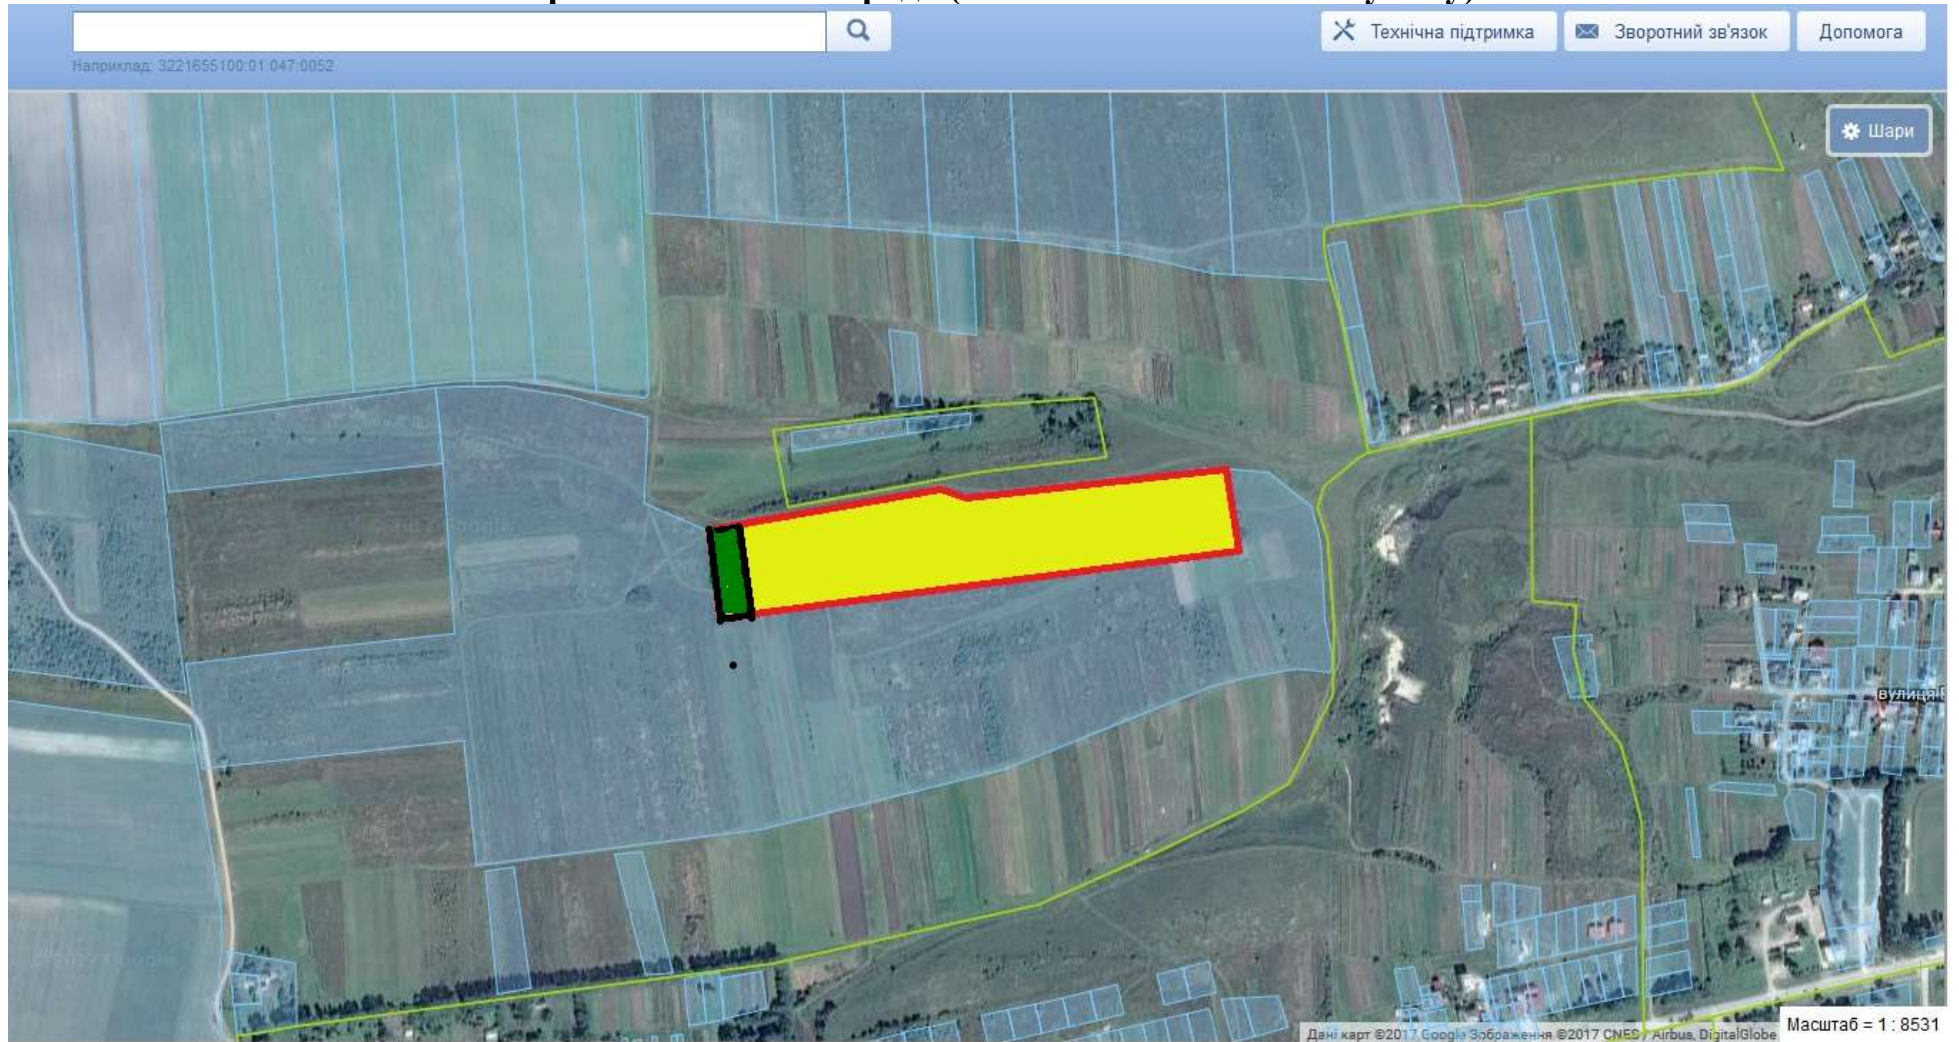 Технічна підтримка
Зворотний зв'язок
Допомога
Наприклад: 3221655100:01:047:0052
Шари
вулиця
Дані карт ©2017 Google Зображення ©2017 CNES / Airbus, DigitalGlobe
Масштаб = 1 : 8531